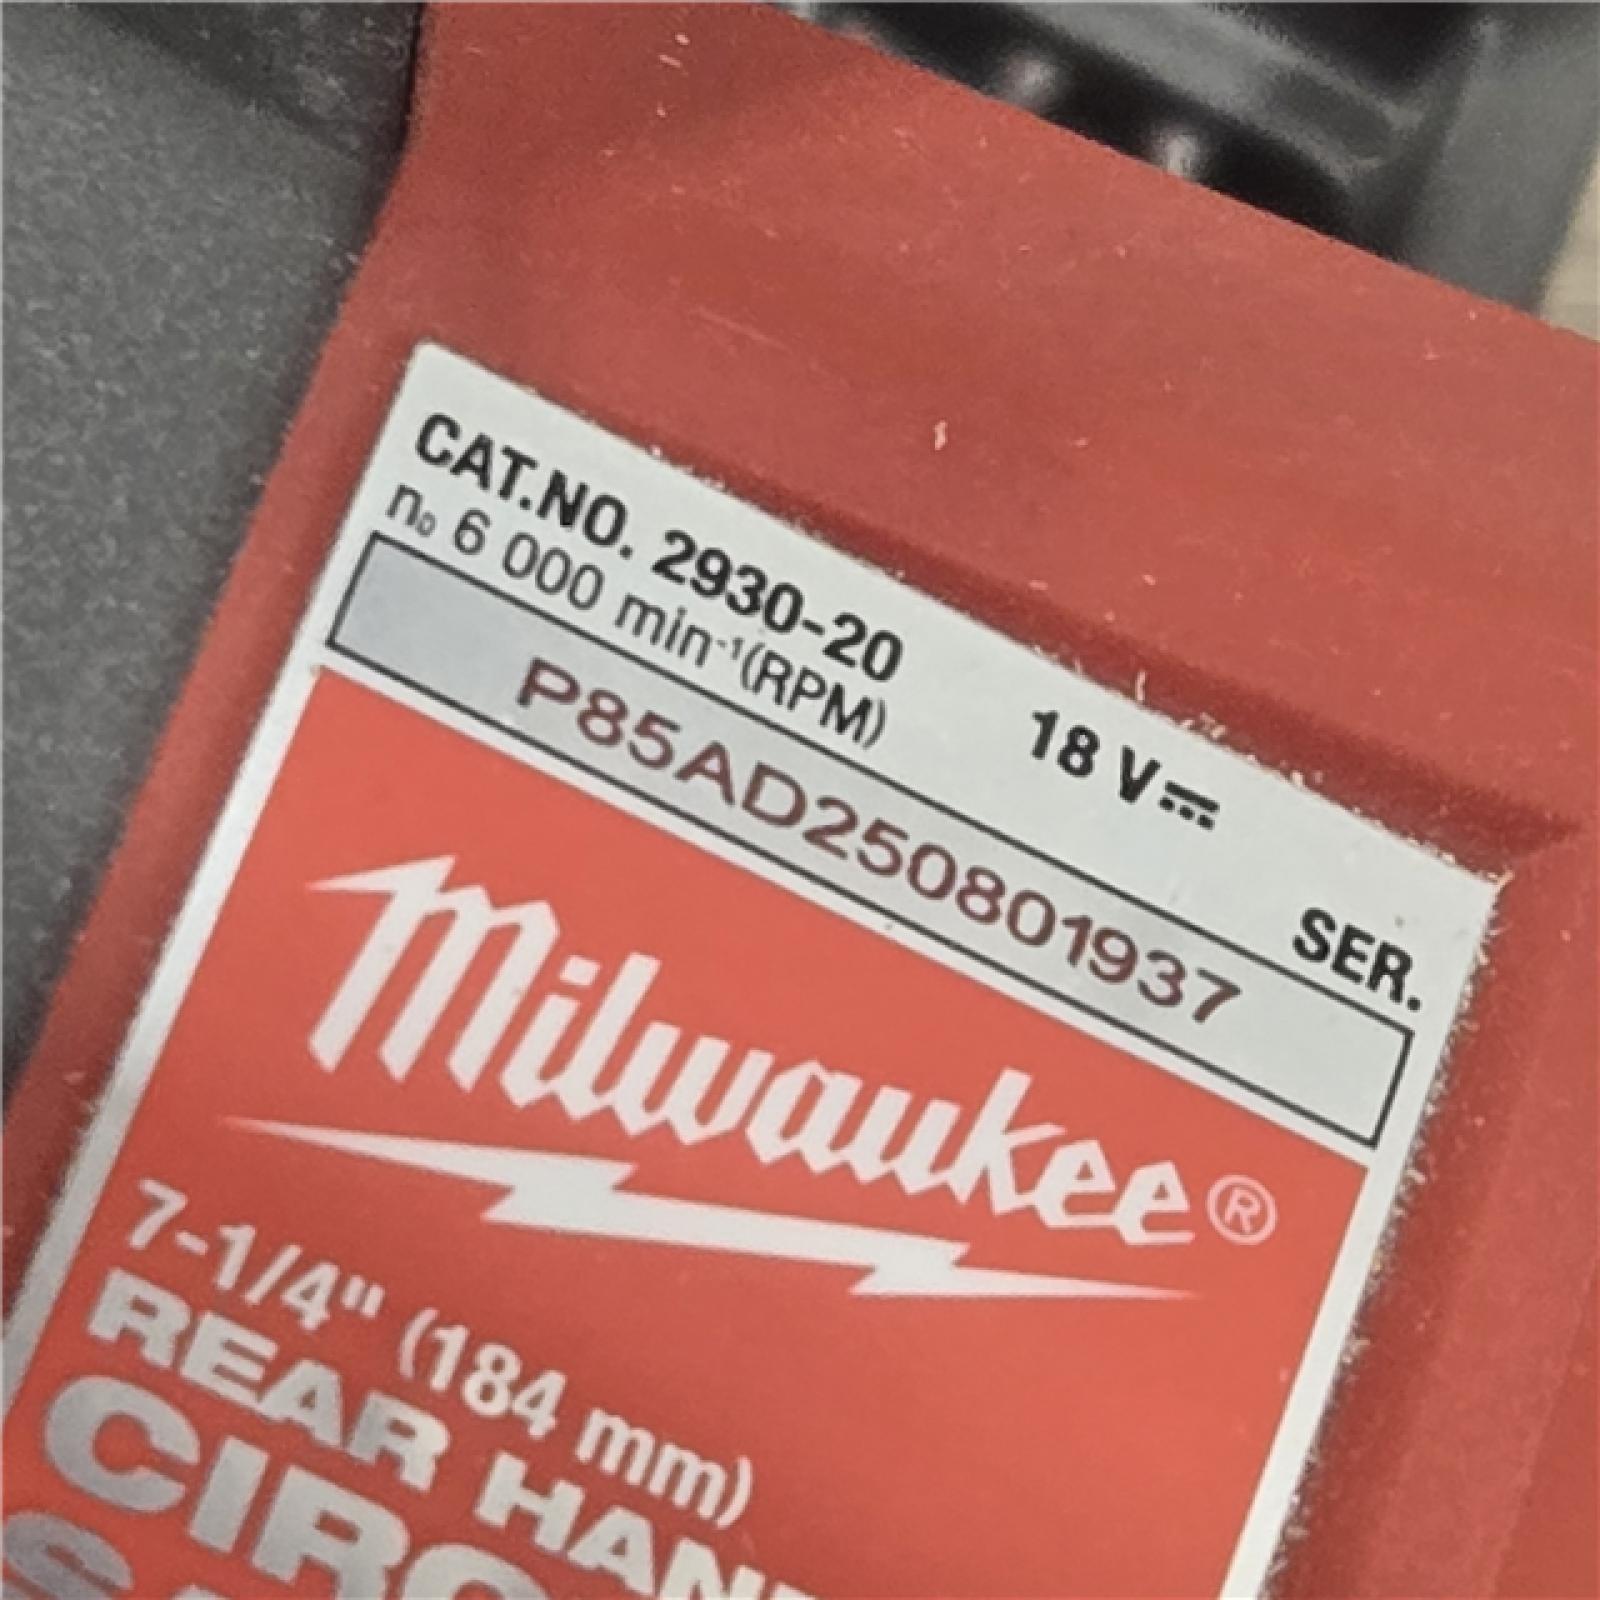 CAT.NO. 2930-20 18 V⎓ SER.
n₀ 6 000 min⁻¹(RPM)
P85AD250801937
Milwaukee®
7-1/4" (184 mm)
REAR HAN
CIRC